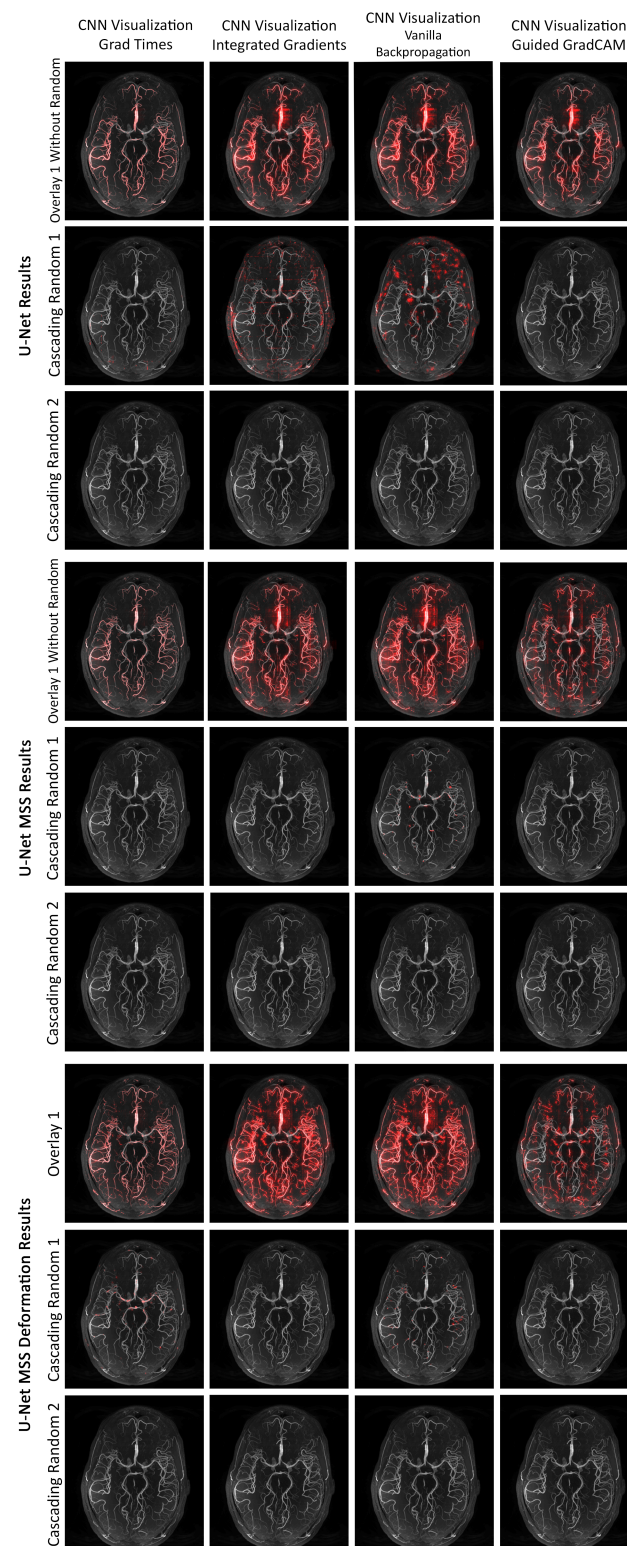 CNN Visualization
Grad Times
CNN Visualization
Integrated Gradients
CNN Visualization
Vanilla
Backpropagation
CNN Visualization
Guided GradCAM
U-Net Results
Overlay 1 Without Random
Cascading Random 1
Cascading Random 2
U-Net MSS Results
Overlay 1 Without Random
Cascading Random 1
Cascading Random 2
U-Net MSS Deformation Results
Overlay 1
Cascading Random 1
Cascading Random 2